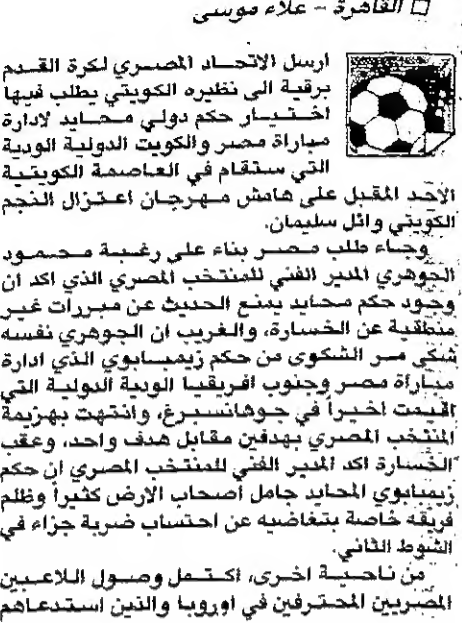 □ القاهرة - علاء موسى
ارسل الاتحاد المصري لكرة القدم
برقية الى نظيره الكويتي يطلب فيها
اختيار حكم دولي محايد لادارة
مباراة مصر والكويت الدولية الودية
التي ستقام في العاصمة الكويتية
الاحد المقبل على هامش مهرجان اعتزال النجم
الكويتي وائل سليمان.
وجاء طلب مصر بناء على رغبة محمود
الجوهري المدير الفني للمنتخب المصري الذي اكد ان
وجود حكم محايد يمنع الحديث عن مبررات غير
منطقية عن الخسارة، والغريب ان الجوهري نفسه
شكى مر الشكوى من حكم زيمبابوي الذي ادارة
مباراة مصر وجنوب افريقيا الودية الدولية التي
اقيمت اخيراً في جوهانسبرغ، وانتهت بهزيمة
المنتخب المصري بهدفين مقابل هدف واحد، وعقب
الخسارة اكد المدير الفني للمنتخب المصري ان حكم
زيمبابوي المحايد جامل أصحاب الارض كثيراً وظلم
فريقه خاصة بتغاضيه عن احتساب ضربة جزاء في
الشوط الثاني.
من ناحية اخرى، اكتمل وصول اللاعبين
المصريين المحترفين في اوروبا والذين استدعاهم